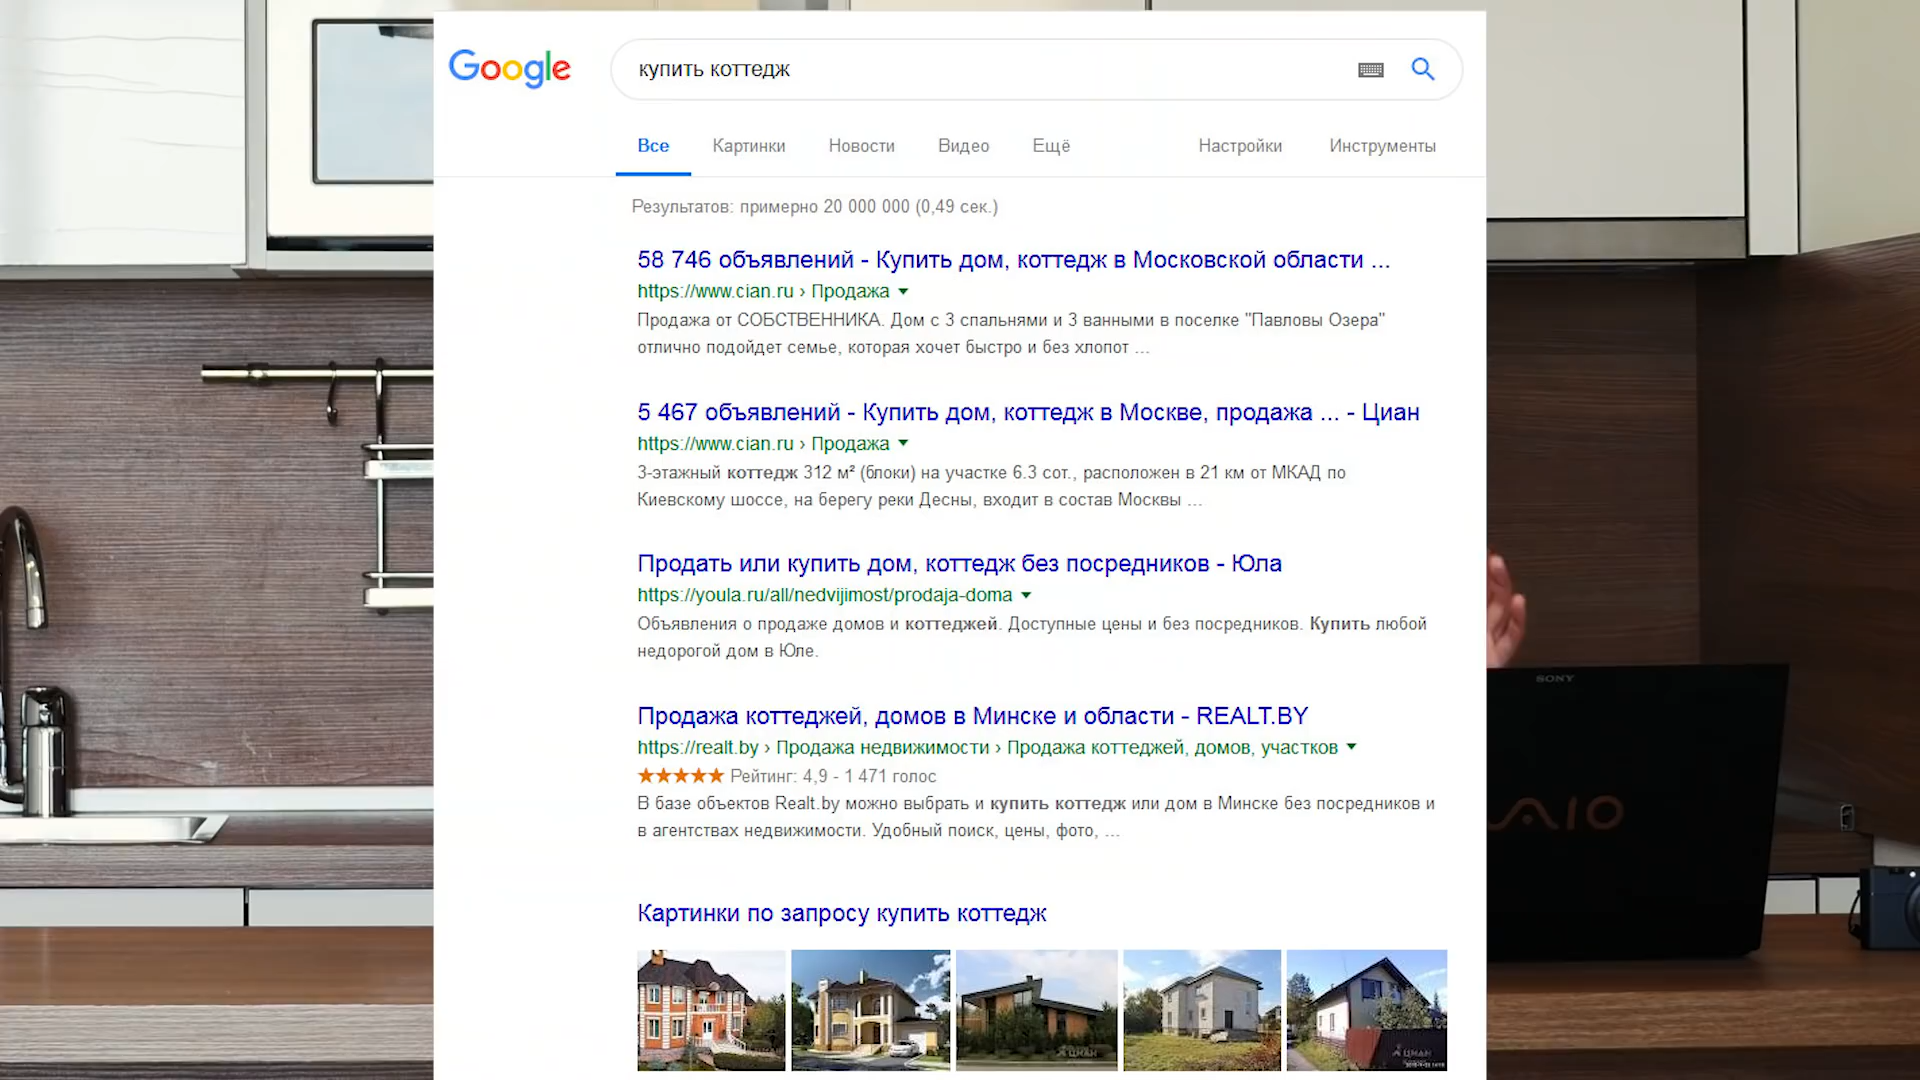 Google
купить коттедж
Все Картинки Новости Видео Ещё Настройки Инструменты
Результатов: примерно 20 000 000 (0,49 сек.)
58 746 объявлений - Купить дом, коттедж в Московской области ...
https://www.cian.ru › Продажа
Продажа от СОБСТВЕННИКА. Дом с 3 спальнями и 3 ванными в поселке "Павловы Озера"
отлично подойдет семье, которая хочет быстро и без хлопот ...
5 467 объявлений - Купить дом, коттедж в Москве, продажа ... - Циан
https://www.cian.ru › Продажа
3-этажный коттедж 312 м² (блоки) на участке 6.3 сот., расположен в 21 км от МКАД по
Киевскому шоссе, на берегу реки Десны, входит в состав Москвы ...
Продать или купить дом, коттедж без посредников - Юла
https://youla.ru/all/nedvijimost/prodaja-doma
Объявления о продаже домов и коттеджей. Доступные цены и без посредников. Купить любой
недорогой дом в Юле.
SONY
Продажа коттеджей, домов в Минске и области - REALT.BY
https://realt.by › Продажа недвижимости › Продажа коттеджей, домов, участков
Рейтинг: 4,9 - 1 471 голос
В базе объектов Realt.by можно выбрать и купить коттедж или дом в Минске без посредников и
в агентствах недвижимости. Удобный поиск, цены, фото, ...
AIO
Картинки по запросу купить коттедж
ЦИАН
ЦИАН